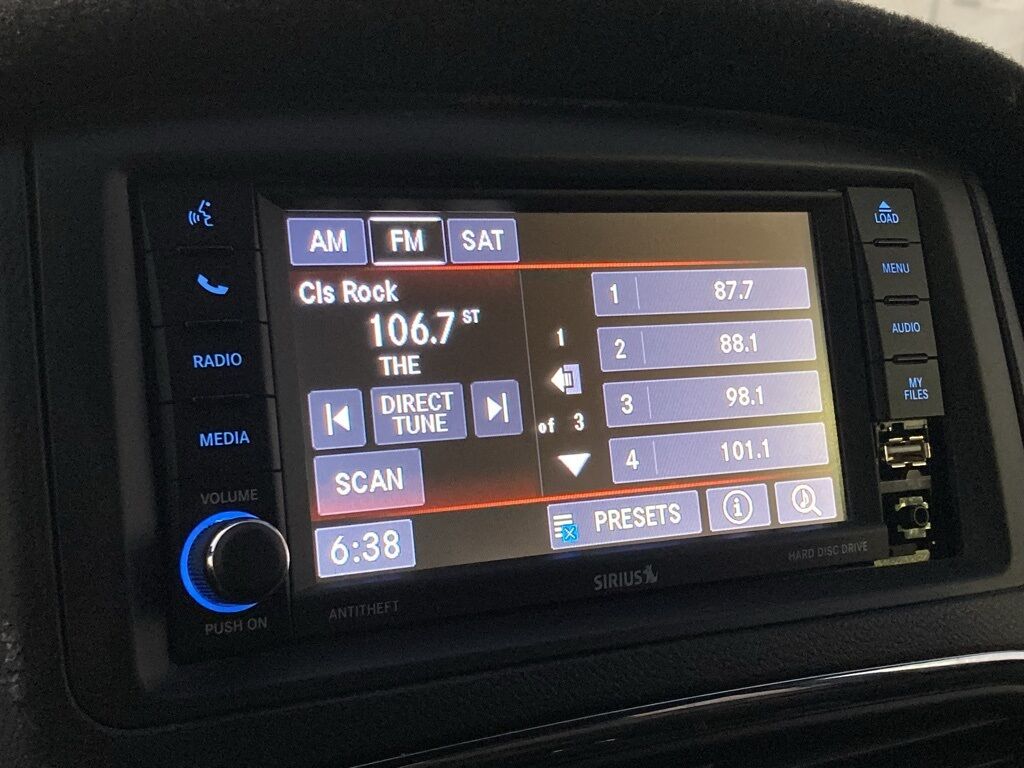 AM FM SAT
Cls Rock
106.7 ST
THE
DIRECT
TUNE
SCAN
6:38
1
of 3
1 87.7
2 88.1
3 98.1
4 101.1
PRESETS
i
RADIO
MEDIA
VOLUME
PUSH ON
ANTITHEFT
SIRIUS
HARD DISC DRIVE
LOAD
MENU
AUDIO
MY
FILES